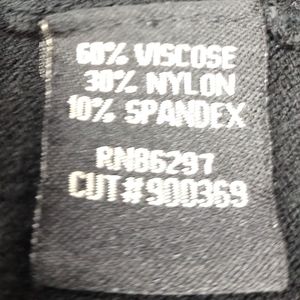 60% VISCOSE
30% NYLON
10% SPANDEX
RN86297
CUT#900369